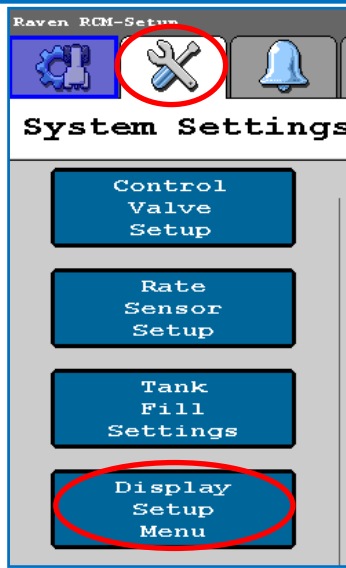 Raven RCM-Setup
System Settings
Control
Valve
Setup
Rate
Sensor
Setup
Tank
Fill
Settings
Display
Setup
Menu